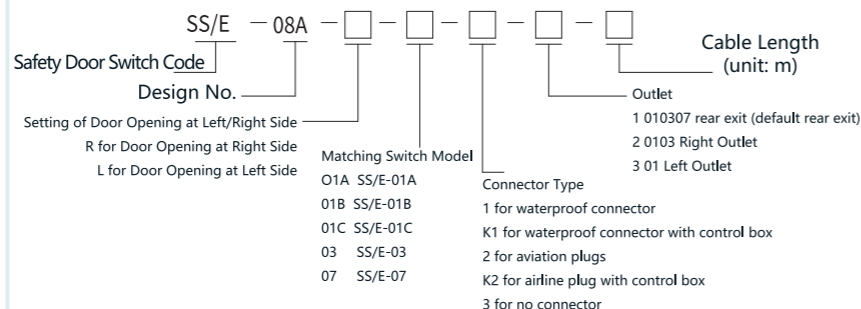 SS/E - 08A - □ - □ - □ - □ - □
Safety Door Switch Code
Design No.
Setting of Door Opening at Left/Right Side
R for Door Opening at Right Side
L for Door Opening at Left Side
Matching Switch Model
O1A SS/E-01A
01B SS/E-01B
01C SS/E-01C
03 SS/E-03
07 SS/E-07
Connector Type
1 for waterproof connector
K1 for waterproof connector with control box
2 for aviation plugs
K2 for airline plug with control box
3 for no connector
Outlet
1 010307 rear exit (default rear exit)
2 0103 Right Outlet
3 01 Left Outlet
Cable Length
(unit: m)